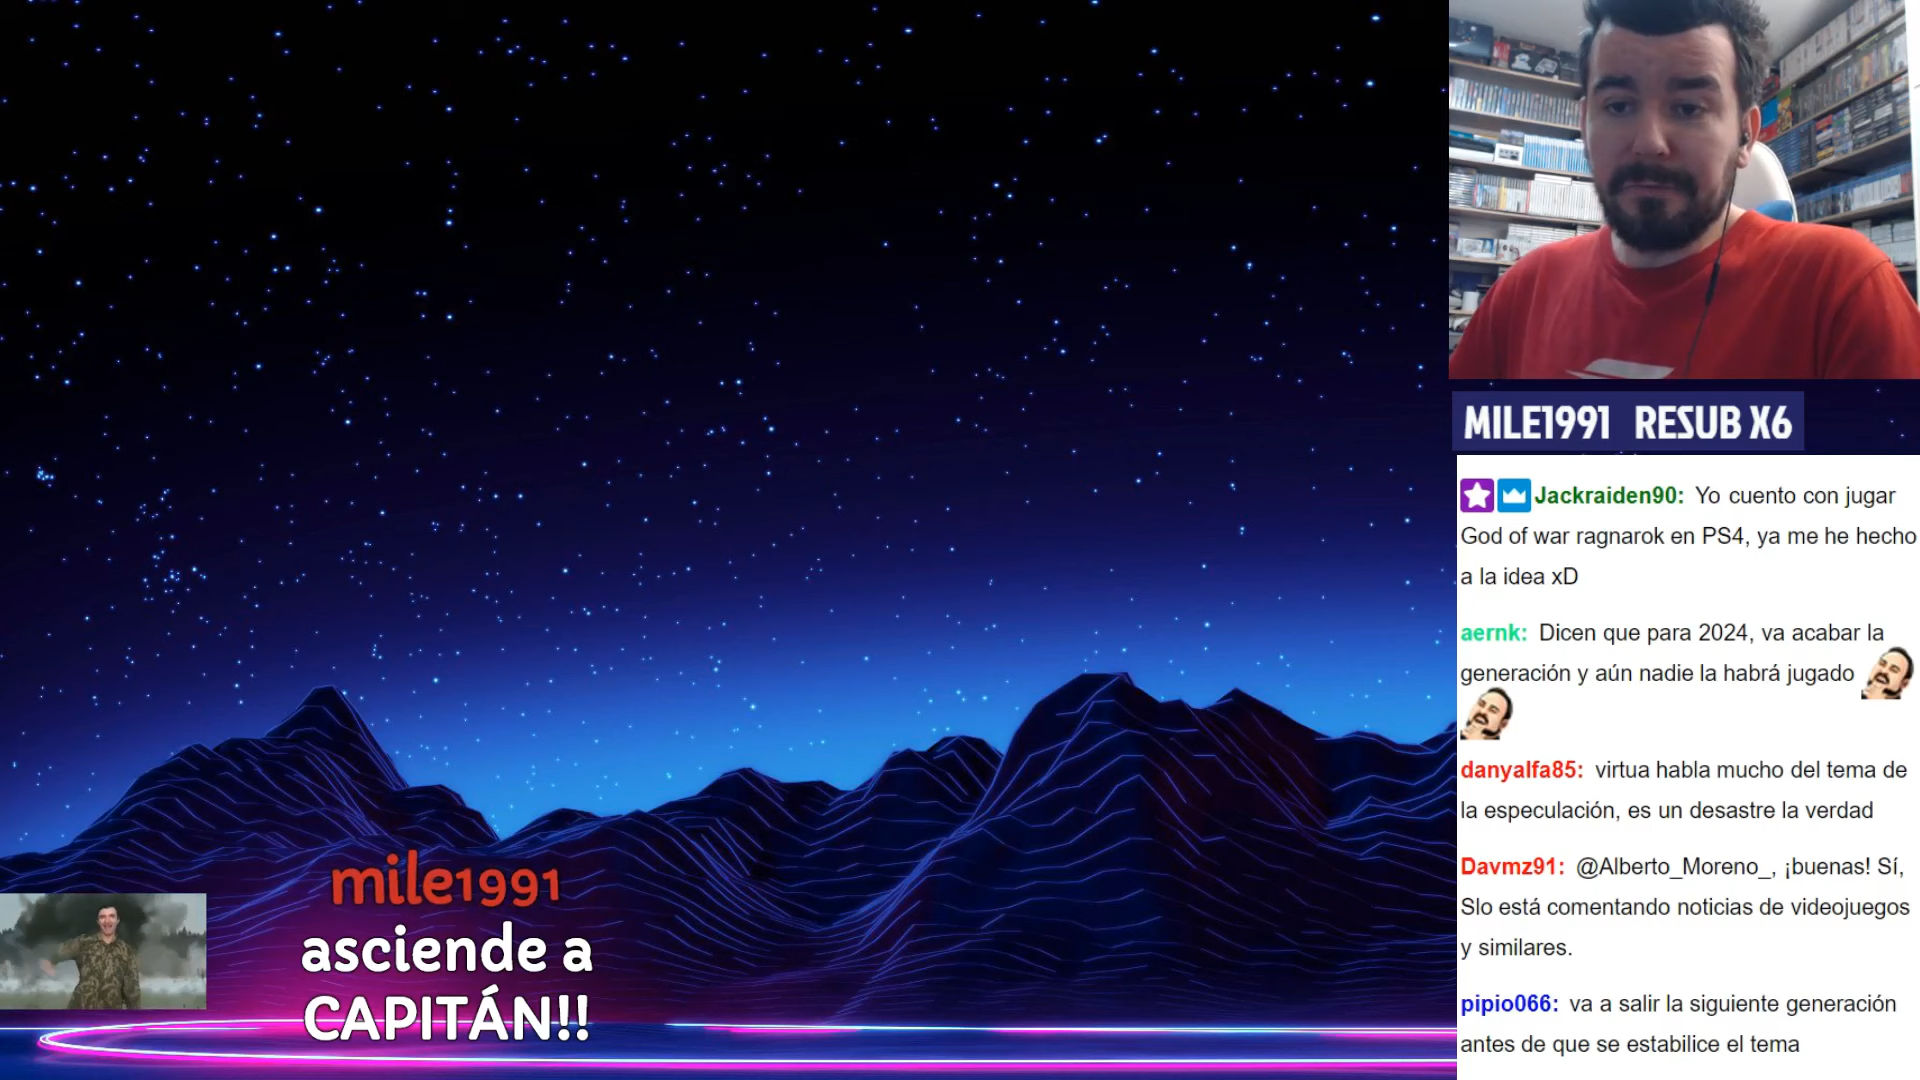 MILE1991 RESUB X6
Jackraiden90: Yo cuento con jugar
God of war ragnarok en PS4, ya me he hecho
a la idea xD
aernk: Dicen que para 2024, va acabar la
generación y aún nadie la habrá jugado
danyalfa85: virtua habla mucho del tema de
la especulación, es un desastre la verdad
Davmz91: @Alberto_Moreno_, ¡buenas! Sí,
Slo está comentando noticias de videojuegos
y similares.
pipio066: va a salir la siguiente generación
antes de que se estabilice el tema
mile1991
asciende a
CAPITÁN!!